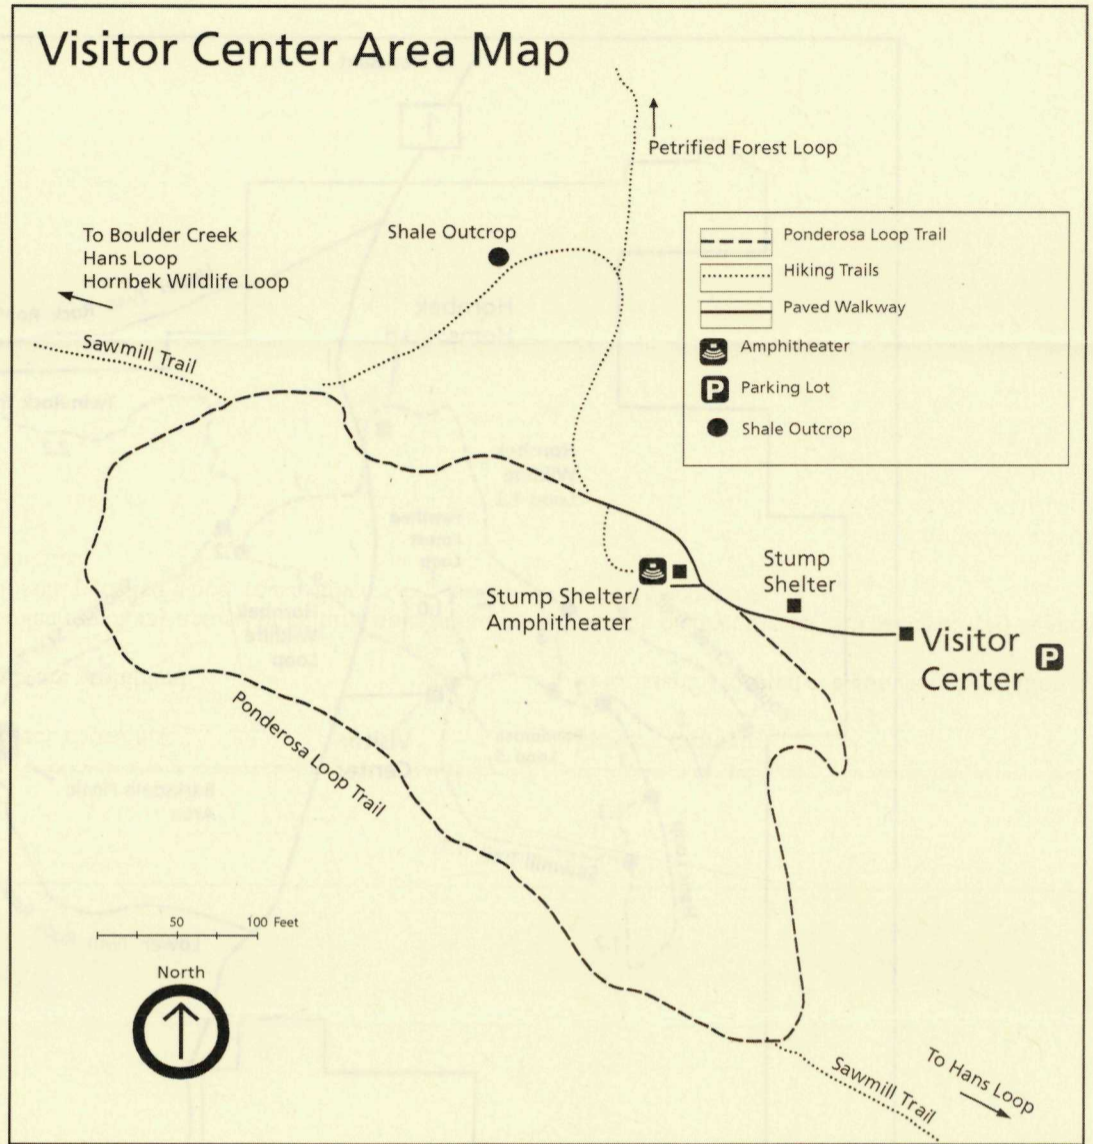 Visitor Center Area Map
Petrified Forest Loop
To Boulder Creek
Hans Loop
Hornbek Wildlife Loop
Shale Outcrop
Sawmill Trail
Ponderosa Loop Trail
Hiking Trails
Paved Walkway
Amphitheater
P Parking Lot
Shale Outcrop
Stump Shelter/
Amphitheater
Stump
Shelter
Visitor
Center
P
Ponderosa Loop Trail
50 100 Feet
North
To Hans Loop
Sawmill Trail